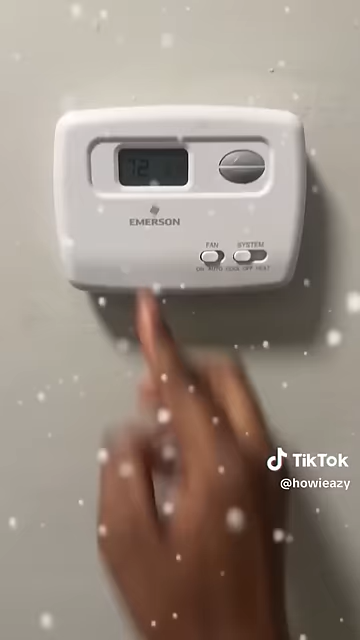 72
EMERSON
FAN
SYSTEM
ON AUTO
COOL OFF HEAT
TikTok
@howieazy